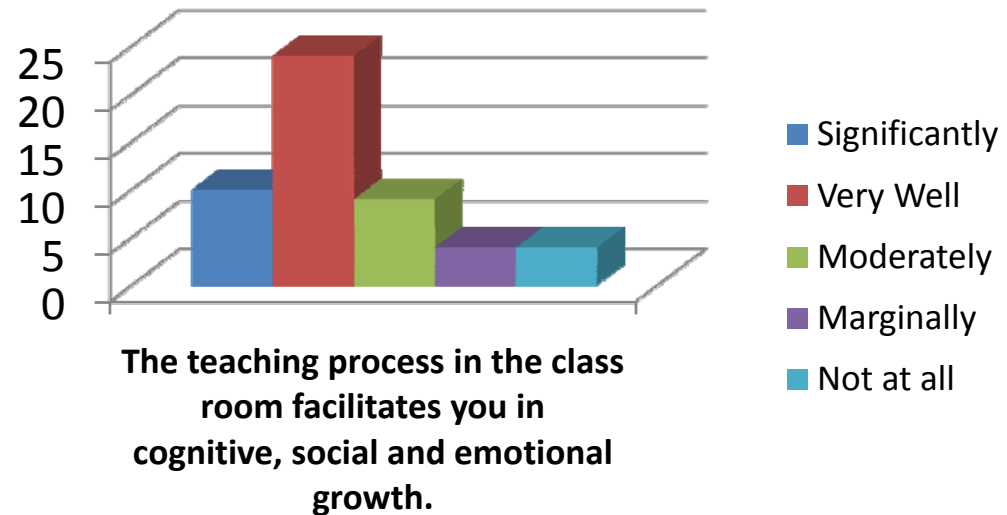 25
20
15
10
5
0
The teaching process in the class
room facilitates you in
cognitive, social and emotional
growth.
Significantly
Very Well
Moderately
Marginally
Not at all